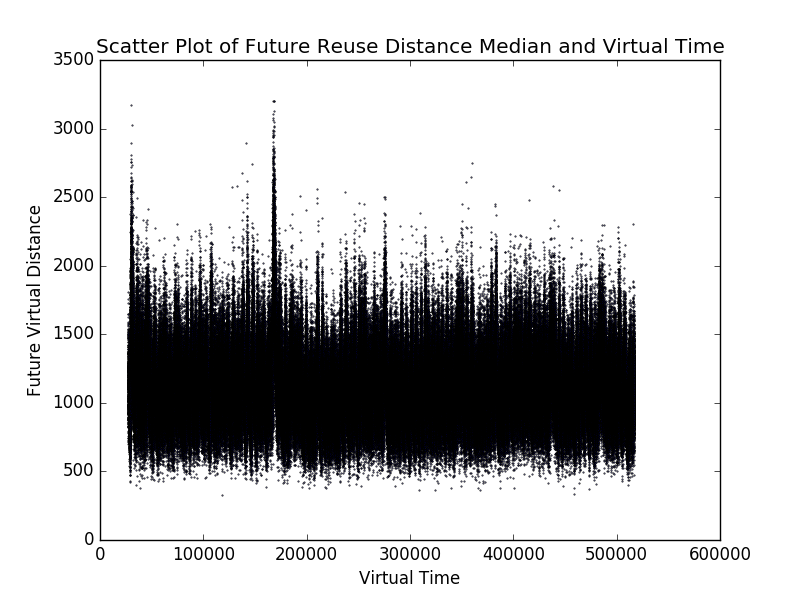 Scatter Plot of Future Reuse Distance Median and Virtual Time
3500
3000
2500
2000
1500
1000
500
0
Future Virtual Distance
0 100000 200000 300000 400000 500000 600000
Virtual Time